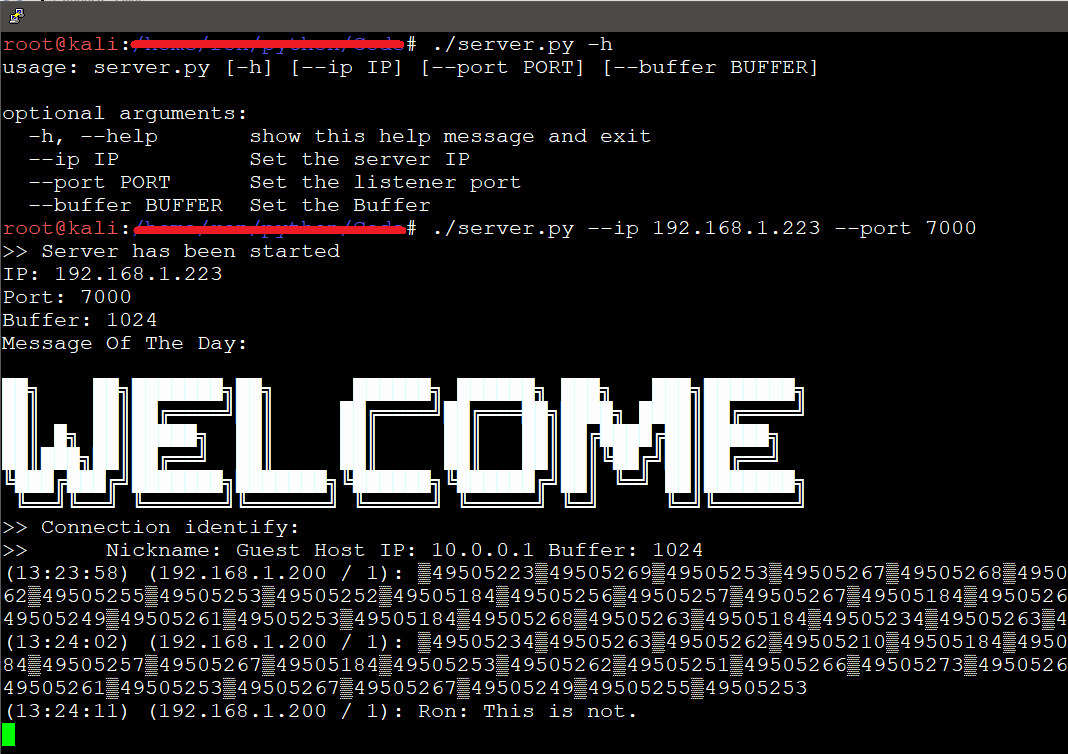 root@kali:# ./server.py -h
usage: server.py [-h] [--ip IP] [--port PORT] [--buffer BUFFER]
optional arguments:
-h, --help show this help message and exit
--ip IP Set the server IP
--port PORT Set the listener port
--buffer BUFFER Set the Buffer
root@kali:# ./server.py --ip 192.168.1.223 --port 7000
>> Server has been started
IP: 192.168.1.223
Port: 7000
Buffer: 1024
Message Of The Day:
WELCOME
>> Connection identify:
>> Nickname: Guest Host IP: 10.0.0.1 Buffer: 1024
(13:23:58) (192.168.1.200 / 1): ▒49505223▒49505269▒49505253▒49505267▒49505268▒4950
62▒49505255▒49505253▒49505252▒49505184▒49505256▒49505257▒49505267▒49505184▒4950526
49505249▒49505261▒49505253▒49505184▒49505268▒49505263▒49505184▒49505234▒49505263▒4
(13:24:02) (192.168.1.200 / 1): ▒49505234▒49505263▒49505262▒49505210▒49505184▒4950
84▒49505257▒49505267▒49505184▒49505253▒49505262▒49505251▒49505266▒49505273▒4950526
49505261▒49505253▒49505267▒49505267▒49505249▒49505255▒49505253
(13:24:11) (192.168.1.200 / 1): Ron: This is not.